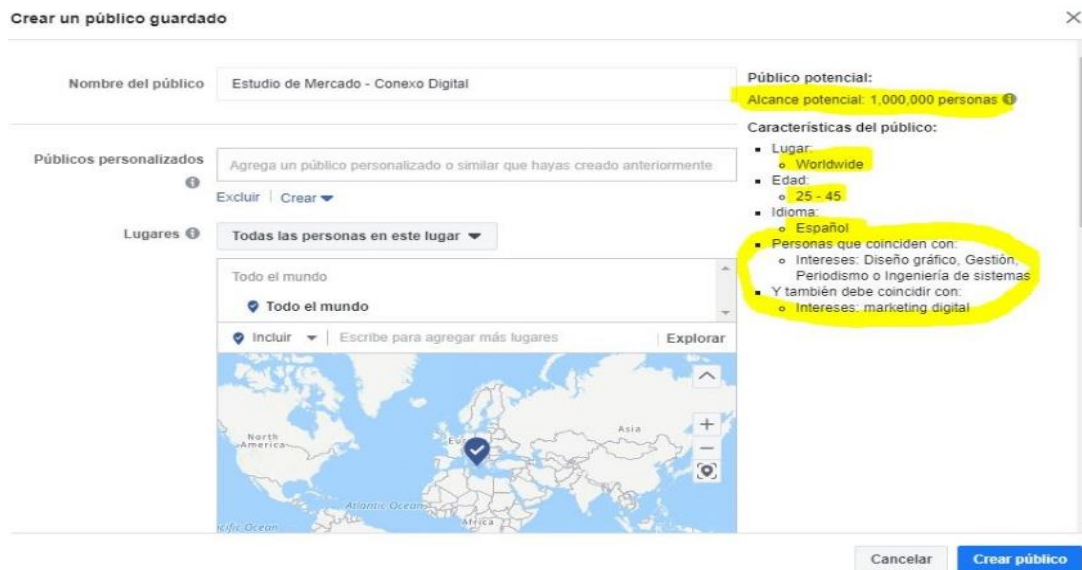 Crear un público guardado
Nombre del público
Estudio de Mercado - Conexo Digital
Públicos personalizados
Agrega un público personalizado o similar que hayas creado anteriormente
Excluir | Crear
Lugares
Todas las personas en este lugar
Todo el mundo
Todo el mundo
Incluir
Escribe para agregar más lugares
Explorar
North
America
Asia
Atlantic Ocean
Africa
Público potencial:
Alcance potencial: 1,000,000 personas
Características del público:
Lugar:
Worldwide
Edad:
25 - 45
Idioma:
Español
Personas que coinciden con:
Intereses: Diseño gráfico, Gestión,
Periodismo o Ingeniería de sistemas
Y también debe coincidir con:
Intereses: marketing digital
Cancelar
Crear público